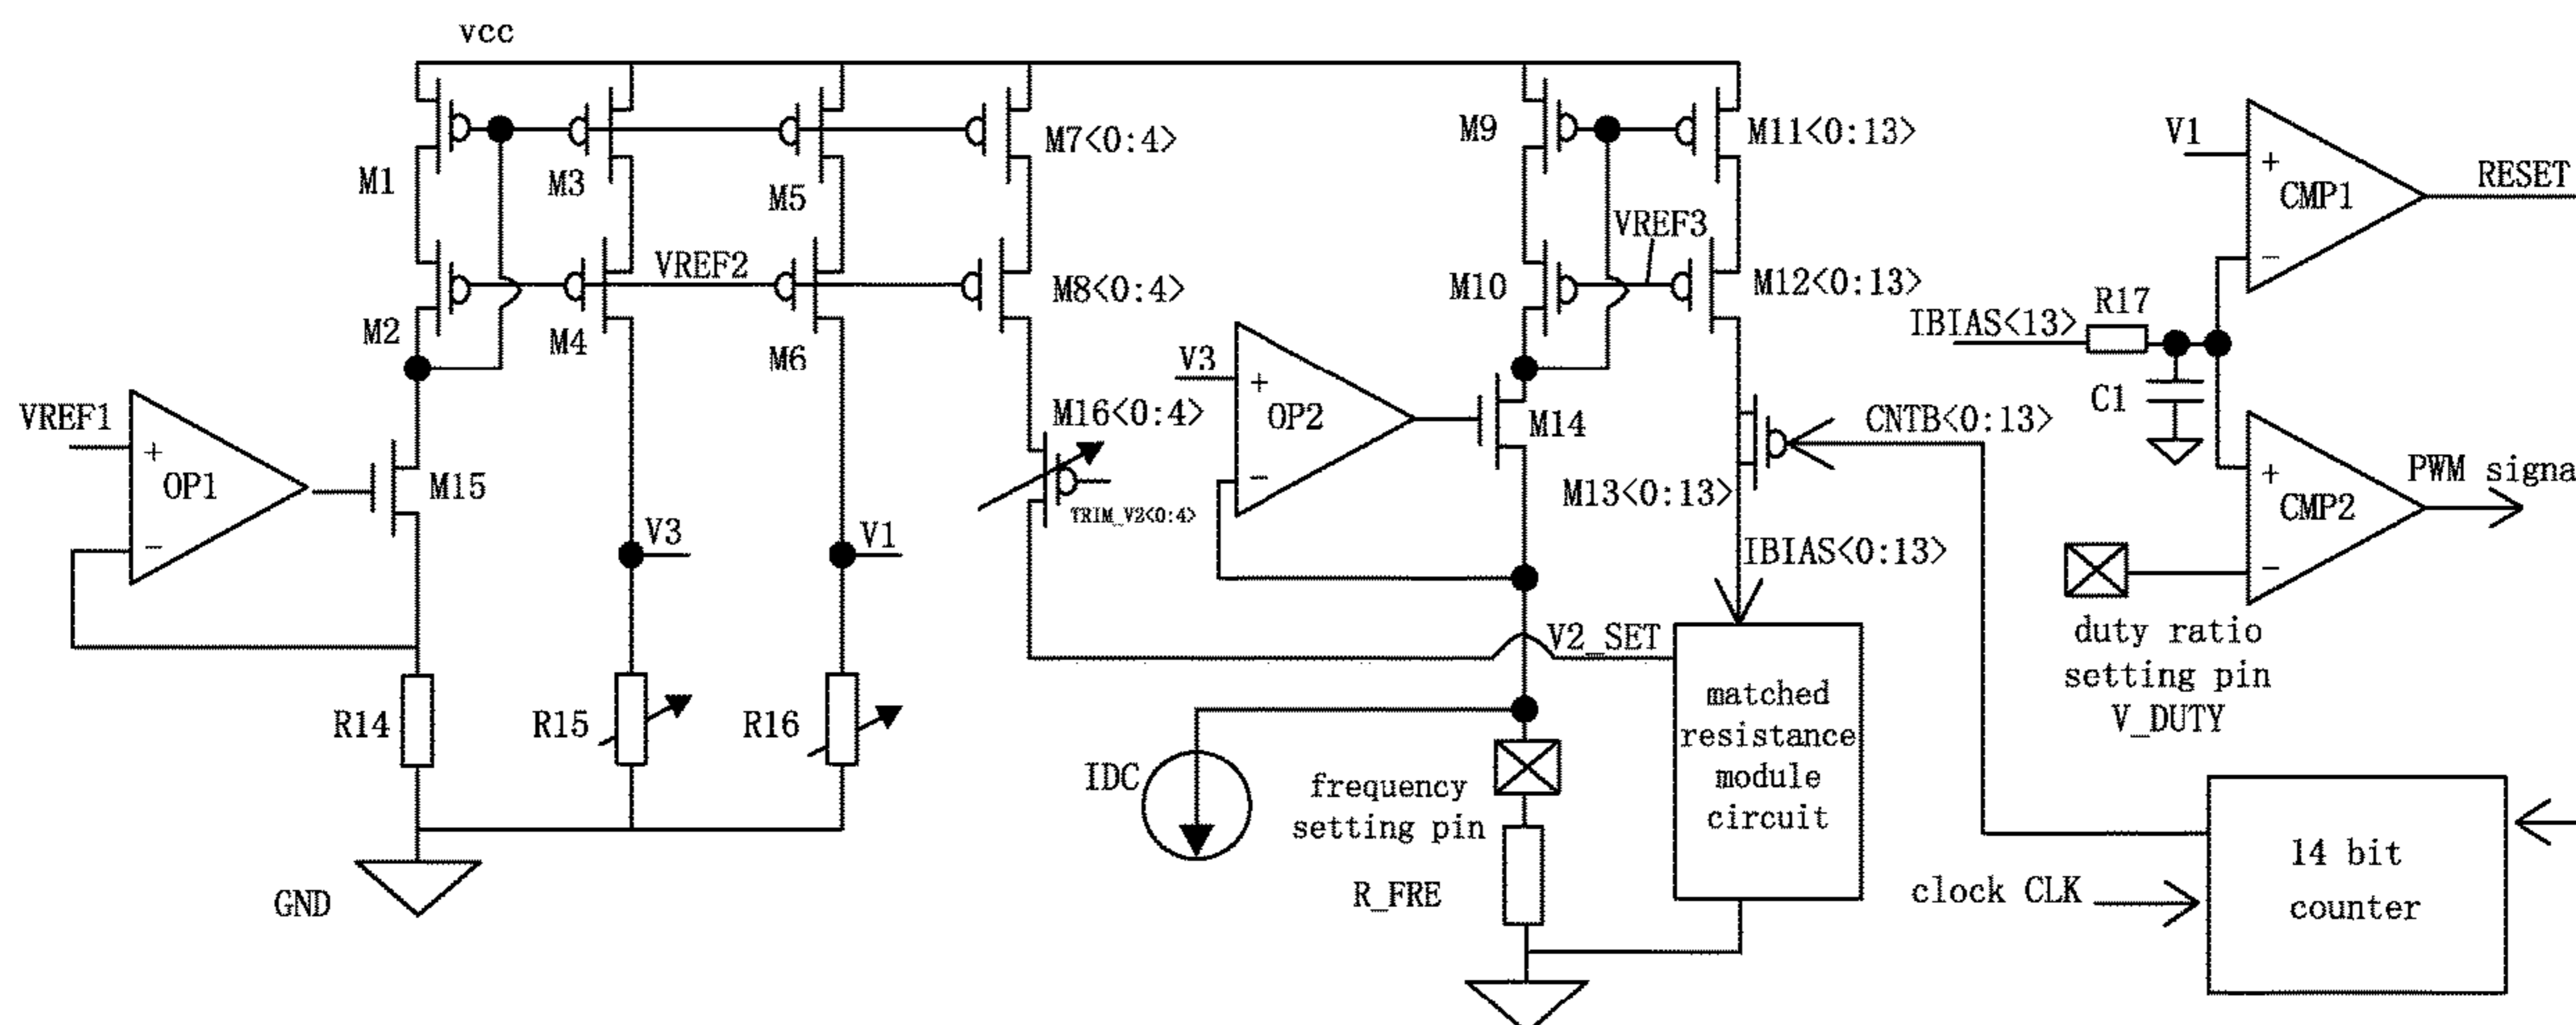 vcc
M1
M3
M5
M7<0:4>
M9
M11<0:13>
V1
+
CMP1
−
RESET
M2
M4
VREF2
M6
M8<0:4>
M10
VREF3
M12<0:13>
IBIAS<13>
R17
C1
VREF1
+
OP1
−
M15
V3
V1
M16<0:4>
TRIM_V2<0:4>
V3
+
OP2
−
M14
M13<0:13>
CNTB<0:13>
IBIAS<0:13>
+
CMP2
−
PWM signa
duty ratio
setting pin
V_DUTY
R14
R15
R16
V2_SET
matched
resistance
module
circuit
IDC
frequency
setting pin
R_FRE
GND
clock CLK
14 bit
counter